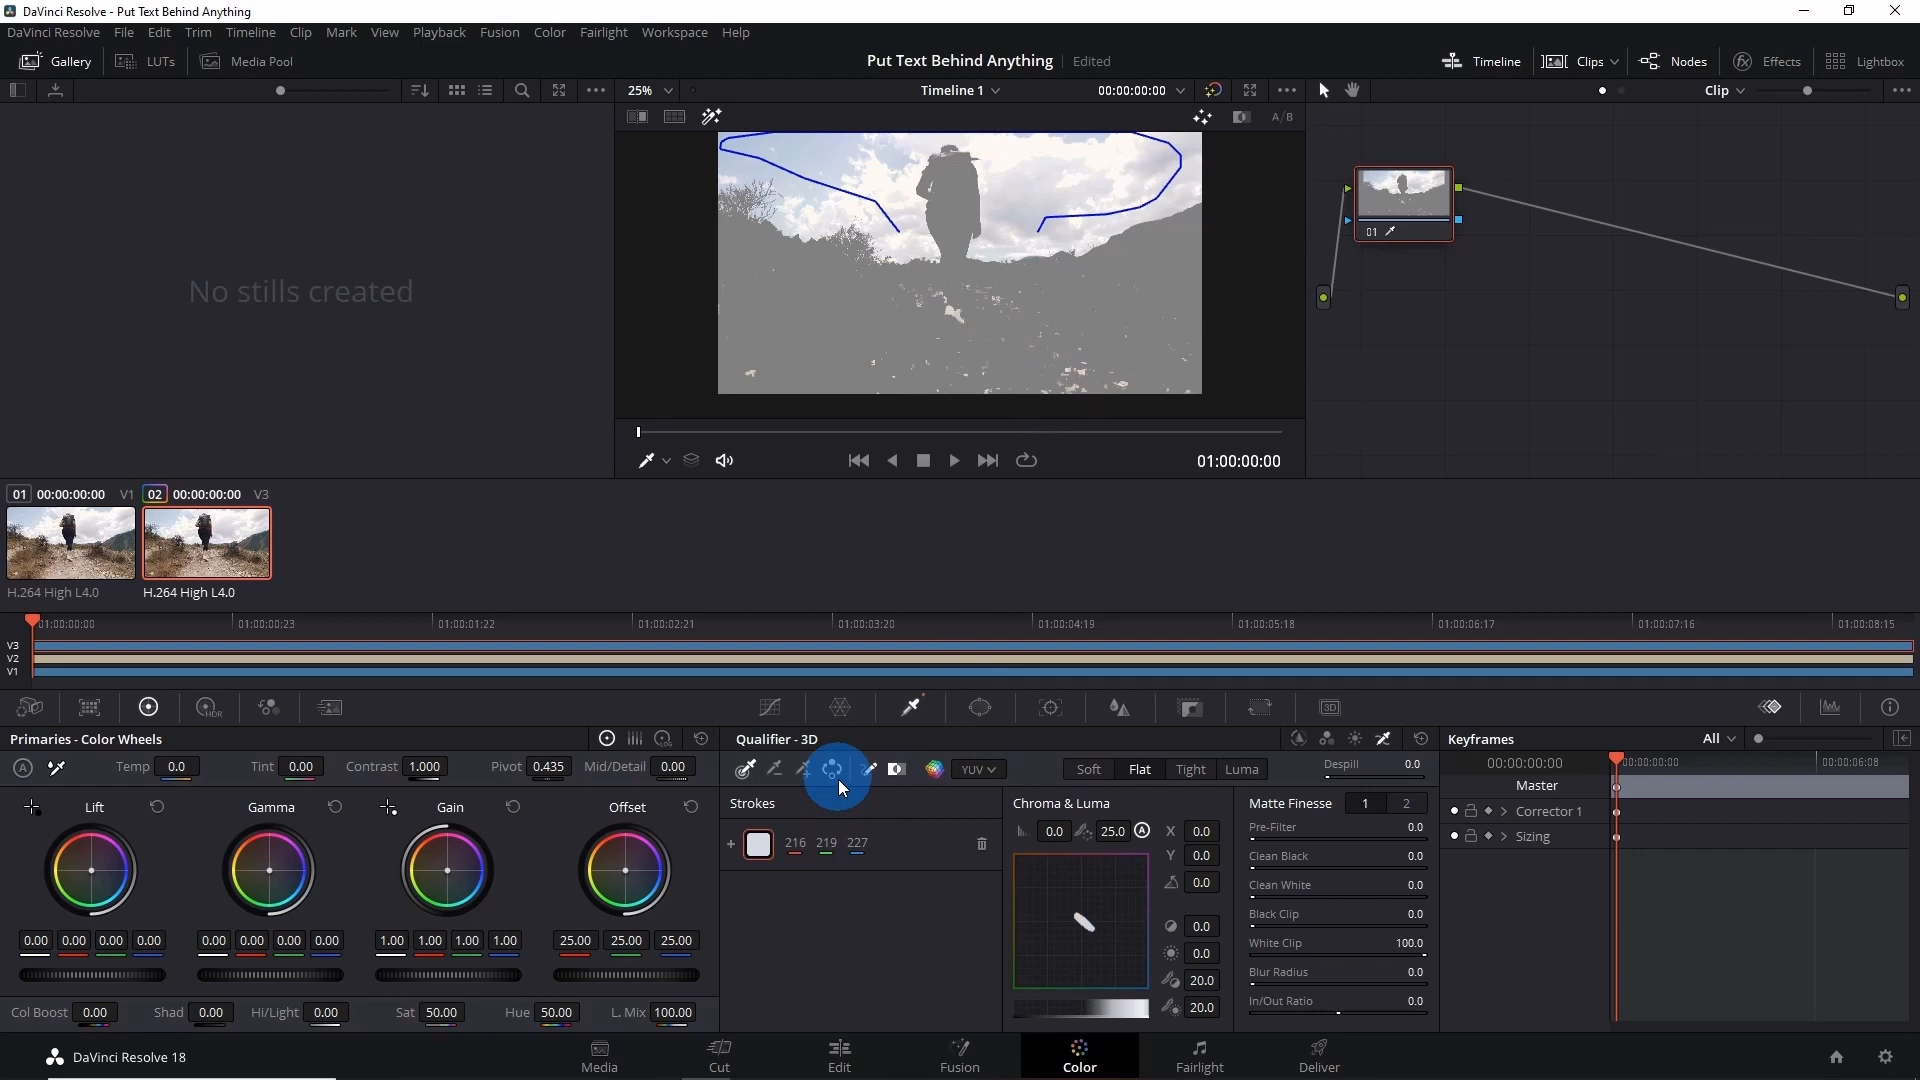 DaVinci Resolve - Put Text Behind Anything
DaVinci Resolve File Edit Trim Timeline Clip Mark View Playback Fusion Color Fairlight Workspace Help
Gallery LUTs Media Pool Put Text Behind Anything Edited Timeline Clips Nodes Effects Lightbox
25% Timeline 1 00:00:00:00 Clip
A/B
No stills created
01
01:00:00:00
01 00:00:00:00 V1 02 00:00:00:00 V3
H.264 High L4.0 H.264 High L4.0
01:00:00:00 01:00:00:23 01:00:01:22 01:00:02:21 01:00:03:20 01:00:04:19 01:00:05:18 01:00:06:17 01:00:07:16 01:00:08:15
V3
V2
V1
HDR 3D
Primaries - Color Wheels LOG Qualifier - 3D Keyframes All
A Temp 0.0 Tint 0.00 Contrast 1.000 Pivot 0.435 Mid/Detail 0.00 YUV Soft Flat Tight Luma Despill 0.0 00:00:00:00 00:00:00:00 00:00:06:08
Master
Lift Gamma Gain Offset Strokes Chroma & Luma Matte Finesse 1 2
Corrector 1
Sizing
216 219 227
0.0 25.0 A X 0.0
Y 0.0
0.0
0.0
0.0
20.0
20.0
Pre-Filter 0.0
Clean Black 0.0
Clean White 0.0
Black Clip 0.0
White Clip 100.0
Blur Radius 0.0
In/Out Ratio 0.0
0.00 0.00 0.00 0.00 0.00 0.00 0.00 0.00 1.00 1.00 1.00 1.00 25.00 25.00 25.00
Col Boost 0.00 Shad 0.00 Hi/Light 0.00 Sat 50.00 Hue 50.00 L. Mix 100.00
DaVinci Resolve 18 Media Cut Edit Fusion Color Fairlight Deliver